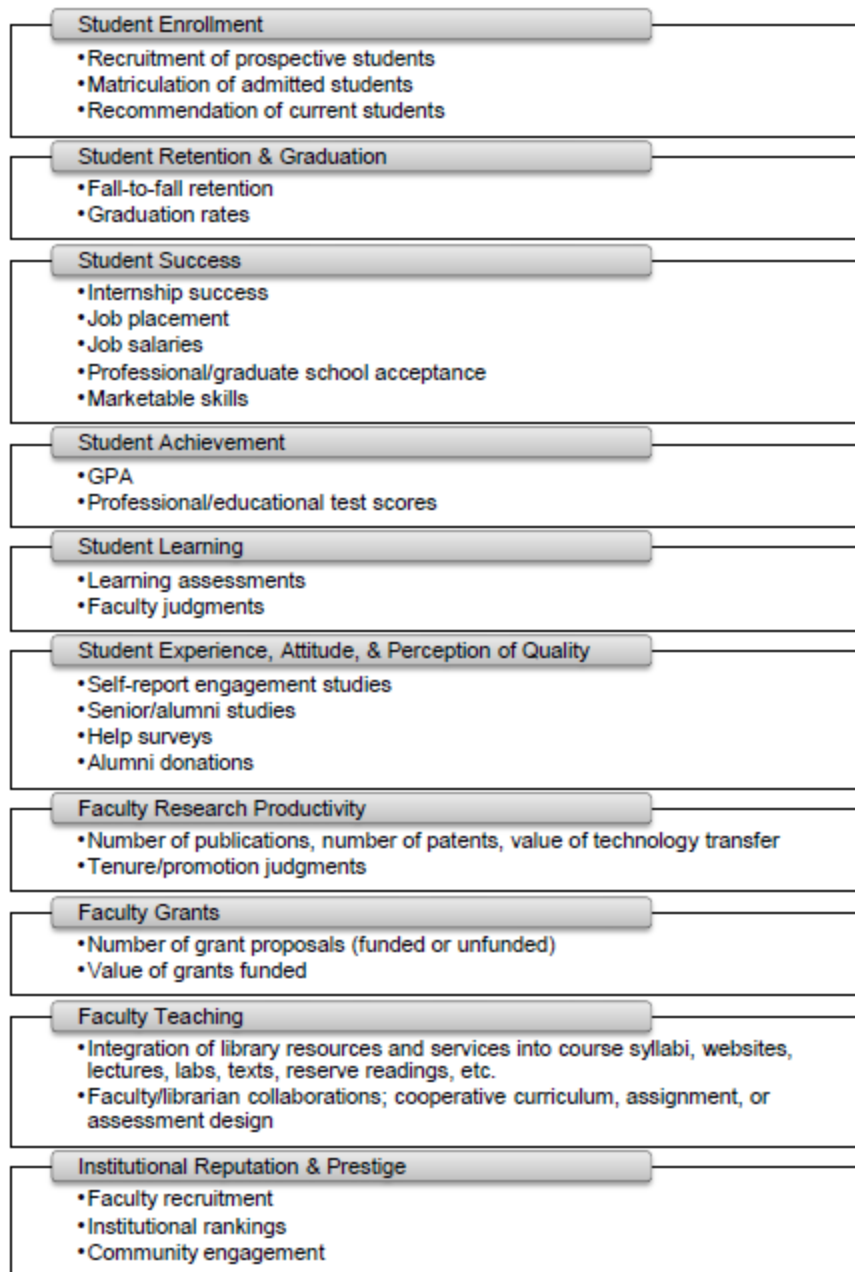 Student Enrollment
•Recruitment of prospective students
•Matriculation of admitted students
•Recommendation of current students
Student Retention & Graduation
•Fall-to-fall retention
•Graduation rates
Student Success
•Internship success
•Job placement
•Job salaries
•Professional/graduate school acceptance
•Marketable skills
Student Achievement
•GPA
•Professional/educational test scores
Student Learning
•Learning assessments
•Faculty judgments
Student Experience, Attitude, & Perception of Quality
•Self-report engagement studies
•Senior/alumni studies
•Help surveys
•Alumni donations
Faculty Research Productivity
•Number of publications, number of patents, value of technology transfer
•Tenure/promotion judgments
Faculty Grants
•Number of grant proposals (funded or unfunded)
•Value of grants funded
Faculty Teaching
•Integration of library resources and services into course syllabi, websites,
lectures, labs, texts, reserve readings, etc.
•Faculty/librarian collaborations; cooperative curriculum, assignment, or
assessment design
Institutional Reputation & Prestige
•Faculty recruitment
•Institutional rankings
•Community engagement